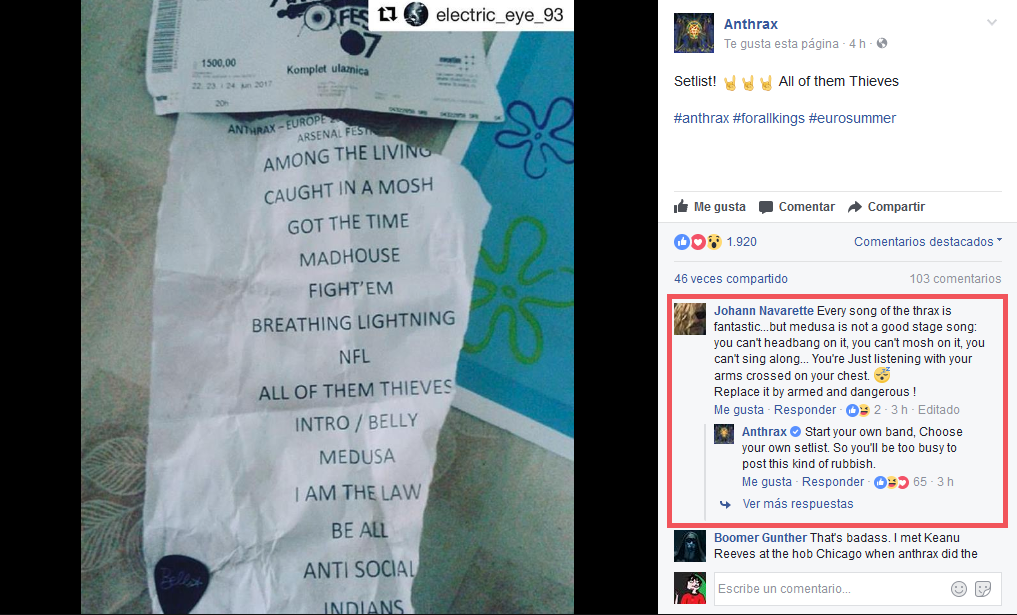 electric_eye_93
FES
07
1500,00
Komplet ulaznica
22, 23. i 24. jun 2017
20h
ANTHRAX – EUROPE 2
ARSENAL FEST
AMONG THE LIVING
CAUGHT IN A MOSH
GOT THE TIME
MADHOUSE
FIGHT'EM
BREATHING LIGHTNING
NFL
ALL OF THEM THIEVES
INTRO / BELLY
MEDUSA
I AM THE LAW
BE ALL
ANTI SOCIAL
INDIANS
Anthrax
Te gusta esta página · 4 h ·
Setlist! 🤘🤘🤘 All of them Thieves
#anthrax #forallkings #eurosummer
Me gusta Comentar Compartir
1.920 Comentarios destacados
46 veces compartido 103 comentarios
Johann Navarette Every song of the thrax is
fantastic...but medusa is not a good stage song:
you can't headbang on it, you can't mosh on it, you
can't sing along... You're Just listening with your
arms crossed on your chest. 😴
Replace it by armed and dangerous !
Me gusta · Responder · 2 · 3 h · Editado
Anthrax Start your own band, Choose
your own setlist. So you'll be too busy to
post this kind of rubbish.
Me gusta · Responder · 65 · 3 h
Ver más respuestas
Boomer Gunther That's badass. I met Keanu
Reeves at the hob Chicago when anthrax did the
Escribe un comentario...